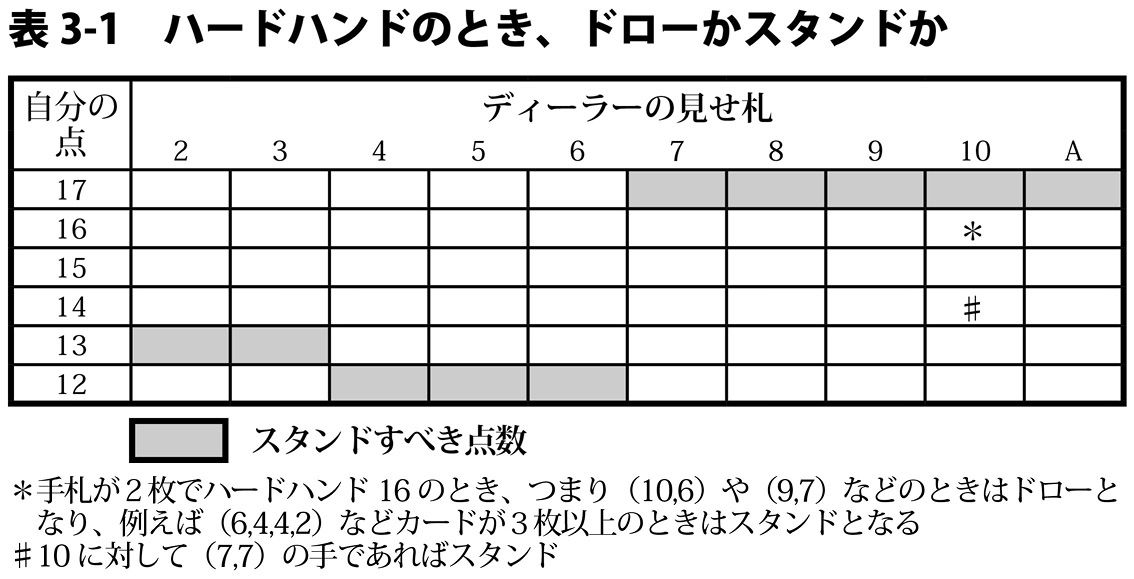 表 3-1　ハードハンドのとき、ドローかスタンドか
自分の点 ディーラーの見せ札
2 3 4 5 6 7 8 9 10 A
17
16 ＊
15
14 ♯
13
12
スタンドすべき点数
＊手札が２枚でハードハンド 16 のとき、つまり（10,6）や（9,7）などのときはドローと
なり、例えば（6,4,4,2）などカードが３枚以上のときはスタンドとなる
♯10 に対して（7,7）の手であればスタンド